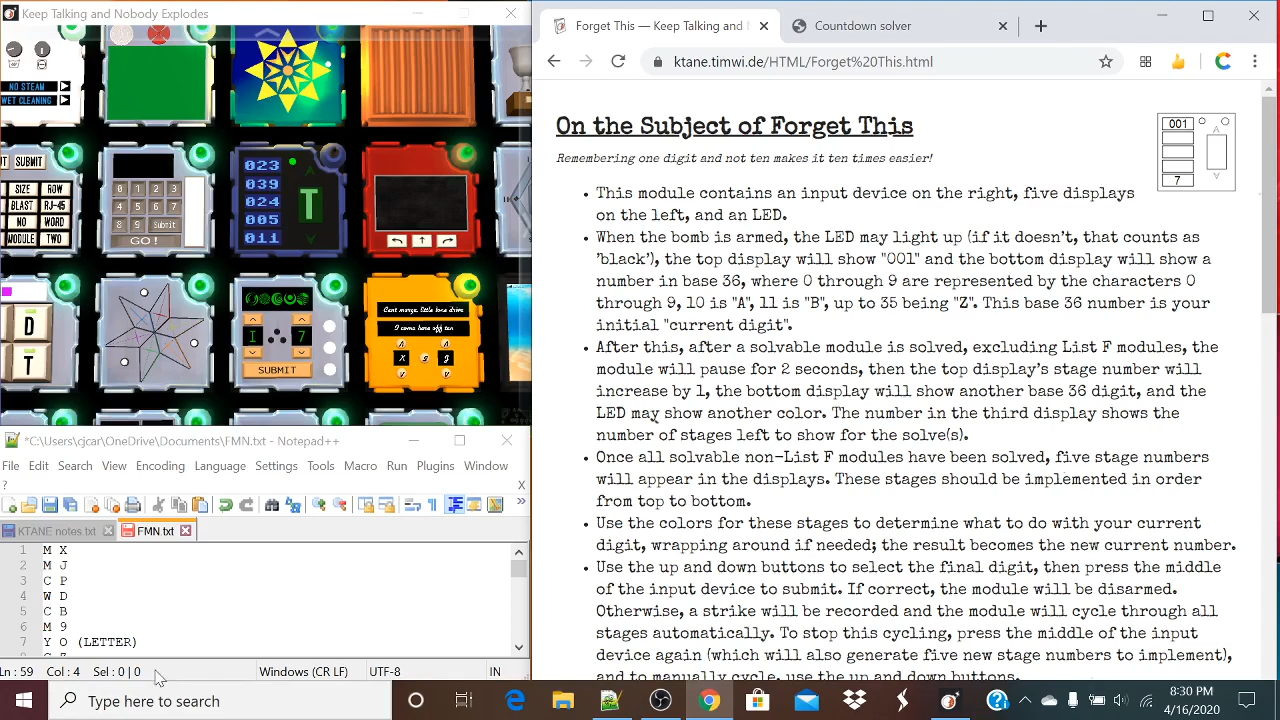 Keep Talking and Nobody Explodes
NO STEAM
WET CLEANING
SUBMIT
SIZE ROW
BLAST RJ-45
NO WORD
MODULE TWO
0 1 2 3
4 5 6 7
8 9 Submit
GO!
023
039
024
005
011
T
D
T
I 7
SUBMIT
Cant merge, little lone drive
I come here off ten
X S J
*C:\Users\cjcar\OneDrive\Documents\FMN.txt - Notepad++
File Edit Search View Encoding Language Settings Tools Macro Run Plugins Window
? X
KTANE notes.txt FMN.txt
1 M X
2 M J
3 C P
4 W D
5 C B
6 M 9
7 Y O (LETTER)
Ln : 59 Col : 4 Sel : 0 | 0 Windows (CR LF) UTF-8 IN
Forget This — Keep Talking and N
Contention Solver
ktane.timwi.de/HTML/Forget%20This.html
On the Subject of Forget This
Remembering one digit and not ten makes it ten times easier!
001
7
• This module contains an input device on the right, five displays
on the left, and an LED.
• When the bomb is armed, the LED may light up (if it doesn't, that counts as
'black'), the top display will show "001" and the bottom display will show a
number in base 36, where 0 through 9 are represented by the characters 0
through 9, 10 is "A", 11 is "B", up to 35 being "Z". This base 36 number is your
initial "current digit".
• After this, after a solvable module is solved, excluding List F modules, the
module will pause for 2 seconds, then the top display's stage number will
increase by 1, the bottom display will show another base 36 digit, and the
LED may show another color. The number in the third display shows the
number of stages left to show for the solve(s).
• Once all solvable non-List F modules have been solved, five stage numbers
will appear in the displays. These stages should be implemented in order
from top to bottom.
• Use the colors for these stages to determine what to do with your current
digit, wrapping around if needed; the result becomes the new current number.
• Use the up and down buttons to select the final digit, then press the middle
of the input device to submit. If correct, the module will be disarmed.
Otherwise, a strike will be recorded and the module will cycle through all
stages automatically. To stop this cycling, press the middle of the input
device again (which will also generate five new stage numbers to implement),
and to manually cycle, use the up and down buttons.
Type here to search
8:30 PM
4/16/2020